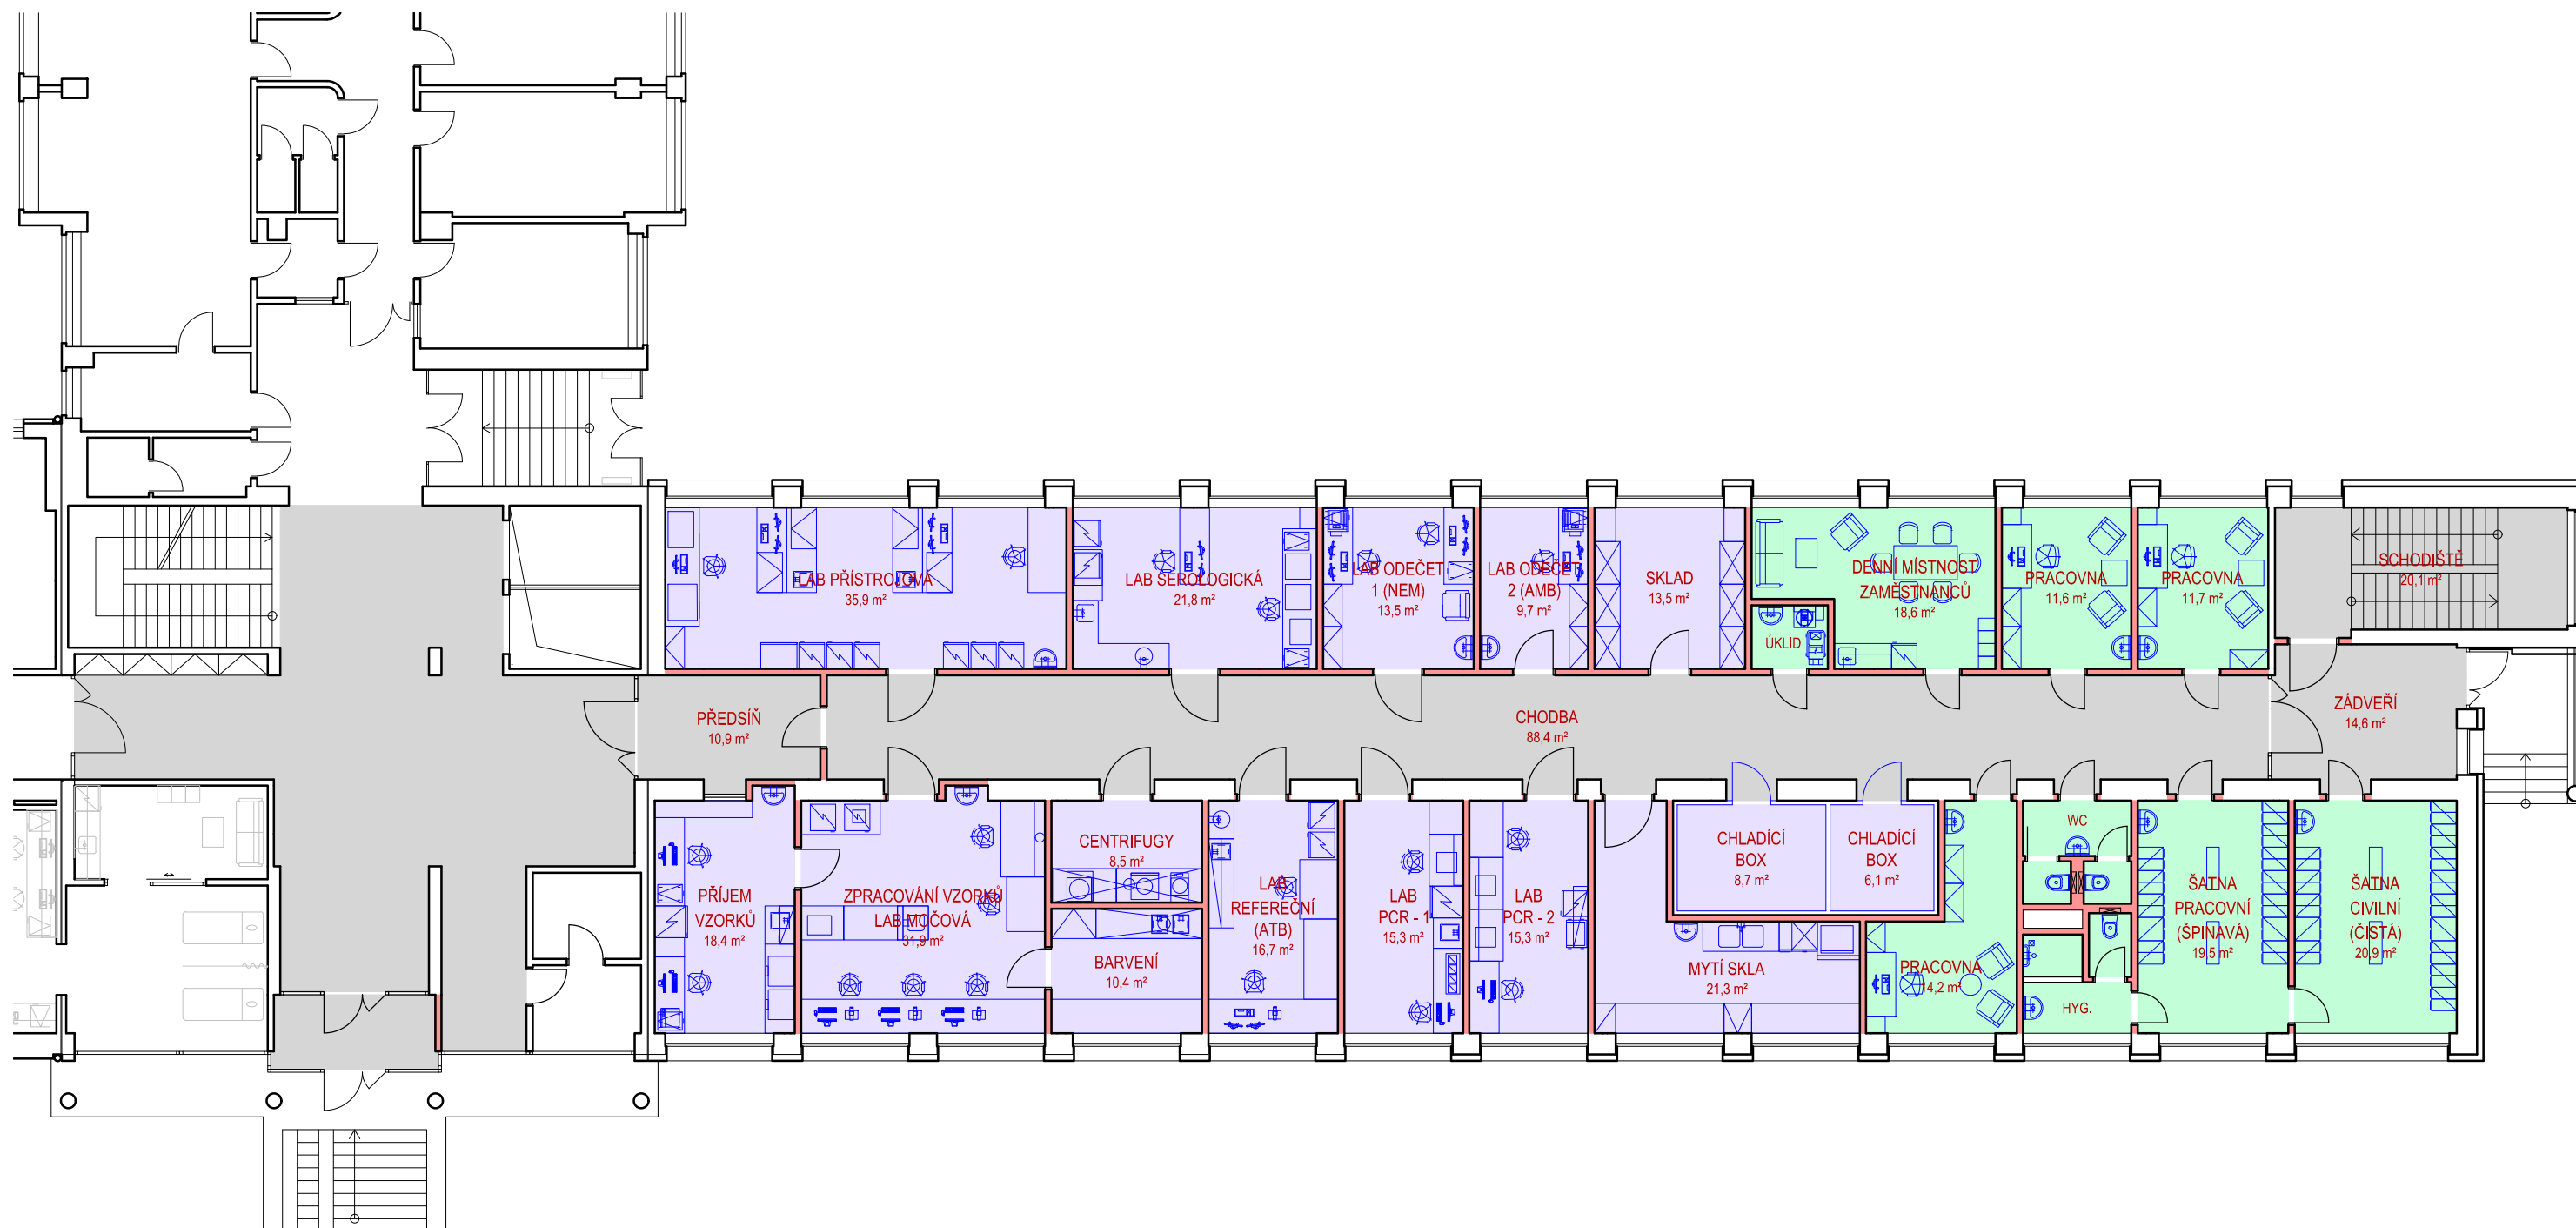 LAB PŘÍSTROJOVÁ
35,9 m²
LAB SEROLOGICKÁ
21,8 m²
LAB ODEČET
1 (NEM)
13,5 m²
LAB ODEČET
2 (AMB)
9,7 m²
SKLAD
13,5 m²
ÚKLID
DENNÍ MÍSTNOST
ZAMĚSTNANCŮ
18,6 m²
PRACOVNA
11,6 m²
PRACOVNA
11,7 m²
SCHODIŠTĚ
20,1 m²
PŘEDSÍŇ
10,9 m²
CHODBA
88,4 m²
ZÁDVEŘÍ
14,6 m²
PŘÍJEM
VZORKŮ
18,4 m²
ZPRACOVÁNÍ VZORKŮ
LAB MOČOVÁ
31,9 m²
CENTRIFUGY
8,5 m²
BARVENÍ
10,4 m²
LAB
REFEREČNÍ
(ATB)
16,7 m²
LAB
PCR - 1
15,3 m²
LAB
PCR - 2
15,3 m²
CHLADÍCÍ
BOX
8,7 m²
CHLADÍCÍ
BOX
6,1 m²
MYTÍ SKLA
21,3 m²
PRACOVNA
14,2 m²
WC
HYG.
ŠATNA
PRACOVNÍ
(ŠPINAVÁ)
19,5 m²
ŠATNA
CIVILNÍ
(ČISTÁ)
20,9 m²